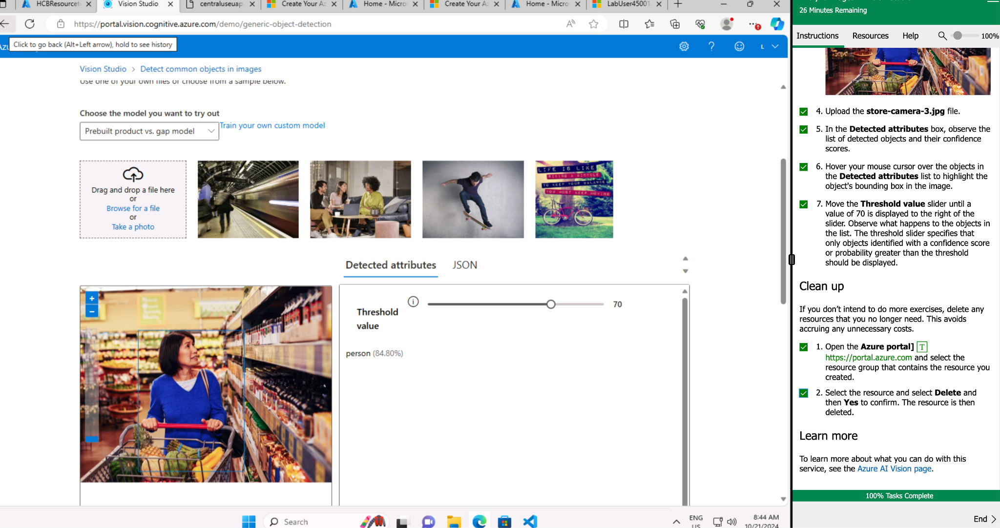 HCBResourcet
Vision Studio
centraluseuap.
Create Your Az
Home - Micro
Create Your Az
Home - Micro
LabUser45001
https://portal.vision.cognitive.azure.com/demo/generic-object-detection
Click to go back (Alt+Left arrow), hold to see history
L
Vision Studio > Detect common objects in images
Use one of your own files or choose from a sample below.
Choose the model you want to try out
Prebuilt product vs. gap model
Train your own custom model
Drag and drop a file here
or
Browse for a file
or
Take a photo
LIFE IS LIKE
RIDING A BICYCLE
TO KEEP YOUR BALANCE
YOU MUST KEEP MOVING
Detected attributes
JSON
Threshold
value
70
person (84.80%)
Search
ENG
US
8:44 AM
10/21/2024
26 Minutes Remaining
Instructions
Resources
Help
100%
4. Upload the store-camera-3.jpg file.
5. In the Detected attributes box, observe the
list of detected objects and their confidence
scores.
6. Hover your mouse cursor over the objects in
the Detected attributes list to highlight the
object's bounding box in the image.
7. Move the Threshold value slider until a
value of 70 is displayed to the right of the
slider. Observe what happens to the objects in
the list. The threshold slider specifies that
only objects identified with a confidence score
or probability greater than the threshold
should be displayed.
Clean up
If you don’t intend to do more exercises, delete any
resources that you no longer need. This avoids
accruing any unnecessary costs.
1. Open the Azure portal] T
https://portal.azure.com and select the
resource group that contains the resource you
created.
2. Select the resource and select Delete and
then Yes to confirm. The resource is then
deleted.
Learn more
To learn more about what you can do with this
service, see the Azure AI Vision page.
100% Tasks Complete
End